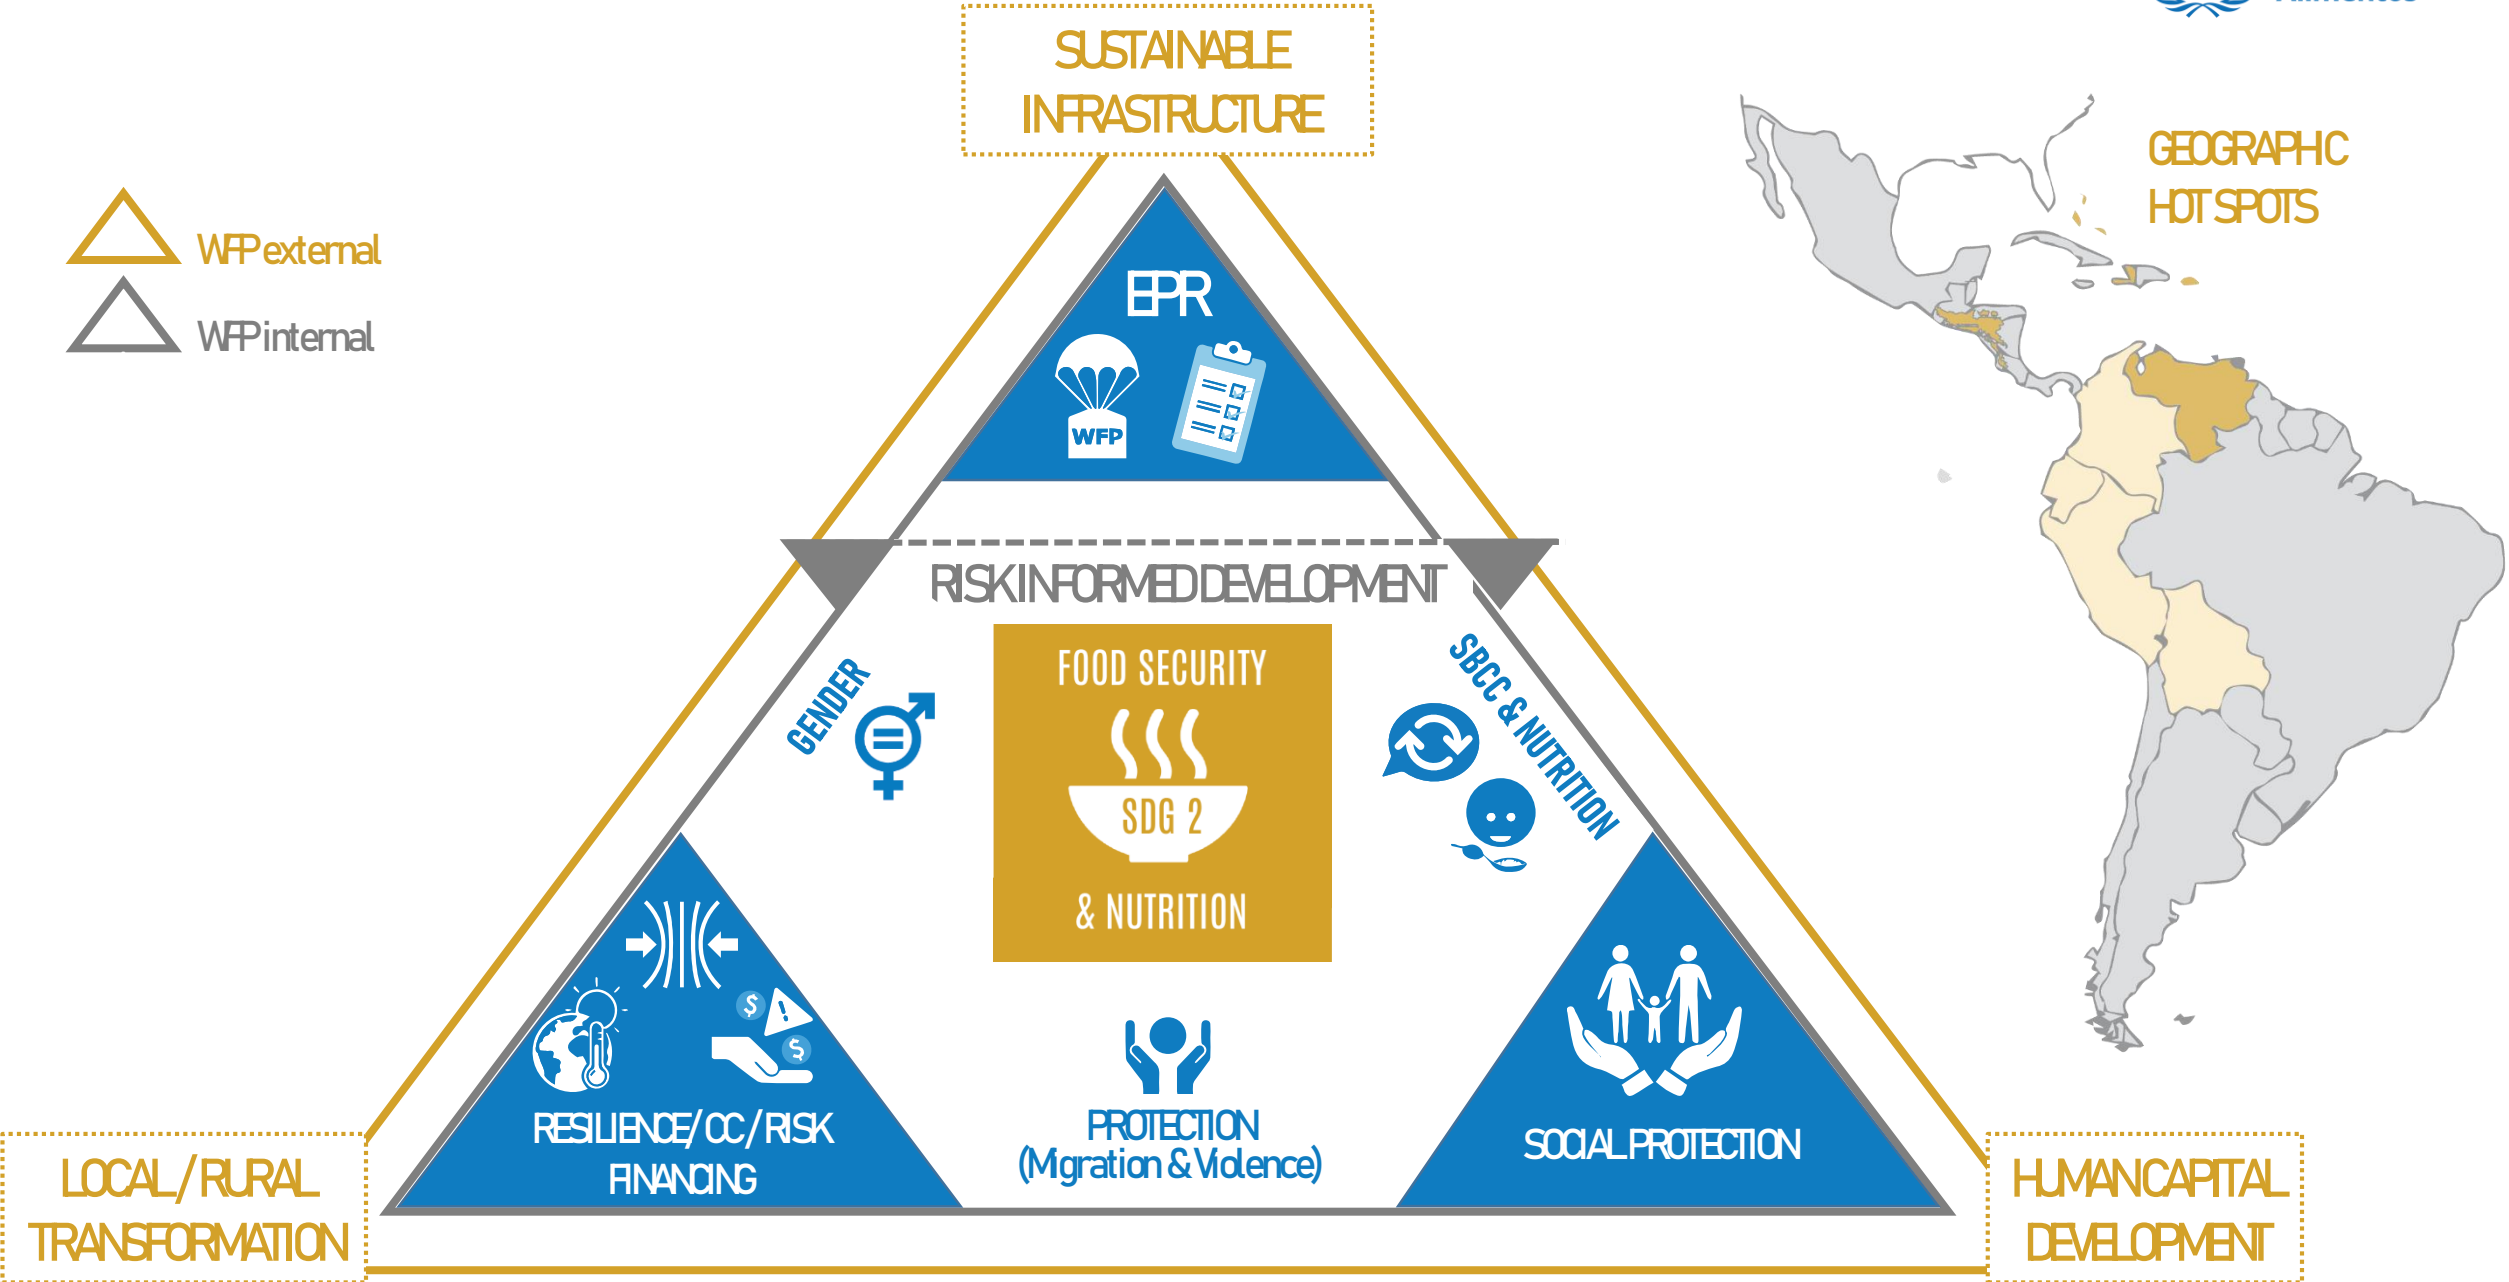 SUSTAINABLE
INFRASTRUCTURE
GEOGRAPHIC
HOT SPOTS
WFP external
WFP internal
EPR
WFP
RISK INFORMED DEVELOPMENT
GENDER
SBCC & NUTRITION
FOOD SECURITY
SDG 2
& NUTRITION
$
!
$
RESILIENCE/ CC / RISK
FINANCING
PROTECTION
(Migration & Violence)
SOCIAL PROTECTION
LOCAL / RURAL
TRANSFORMATION
HUMAN CAPITAL
DEVELOPMENT